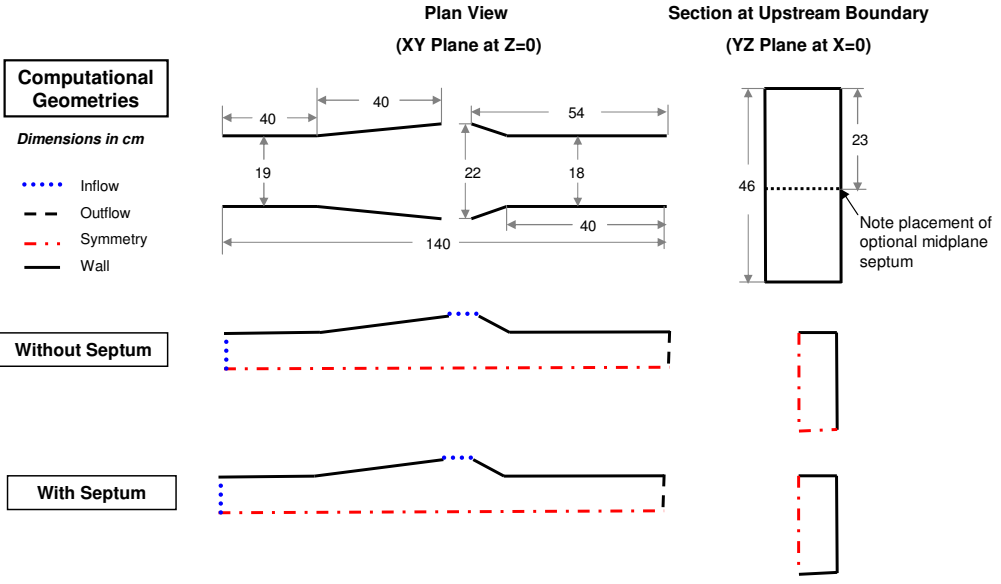 Plan View
(XY Plane at Z=0)
Section at Upstream Boundary
(YZ Plane at X=0)
Computational
Geometries
Dimensions in cm
Inflow
Outflow
Symmetry
Wall
40
40
54
19
22
18
40
140
46
23
Note placement of
optional midplane
septum
Without Septum
With Septum